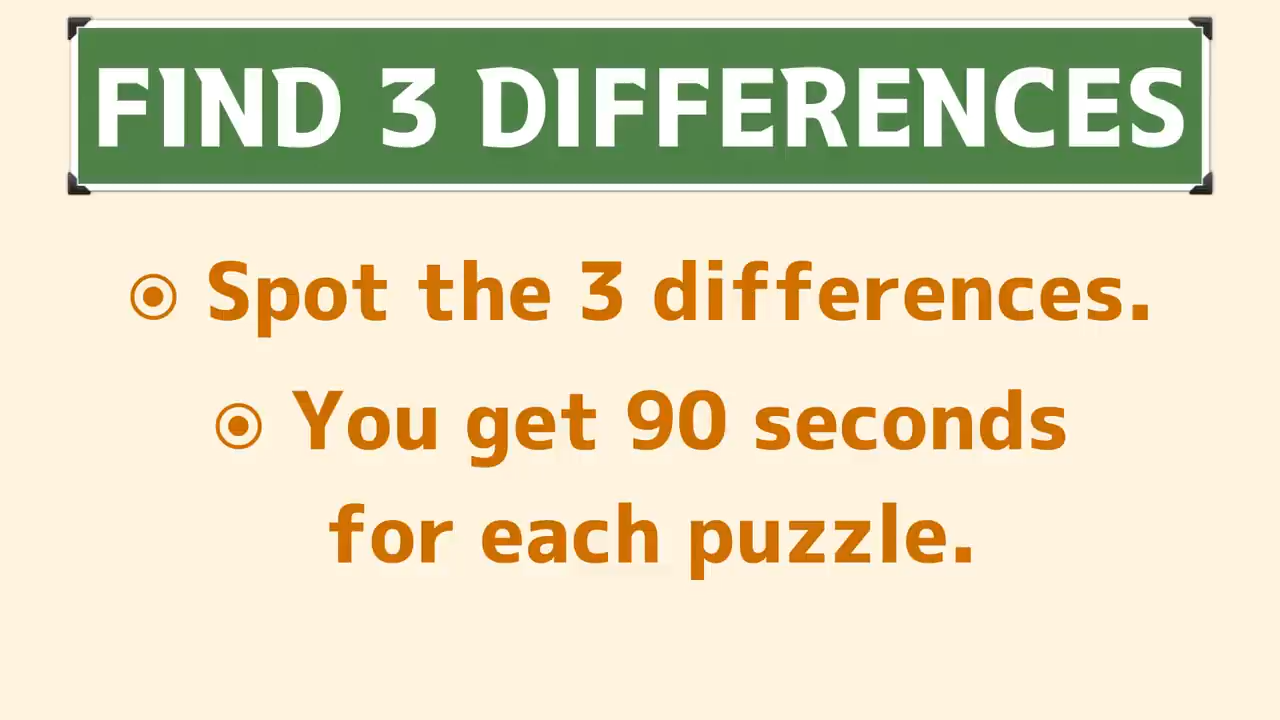 FIND 3 DIFFERENCES
⦿ Spot the 3 differences.
⦿ You get 90 seconds
for each puzzle.